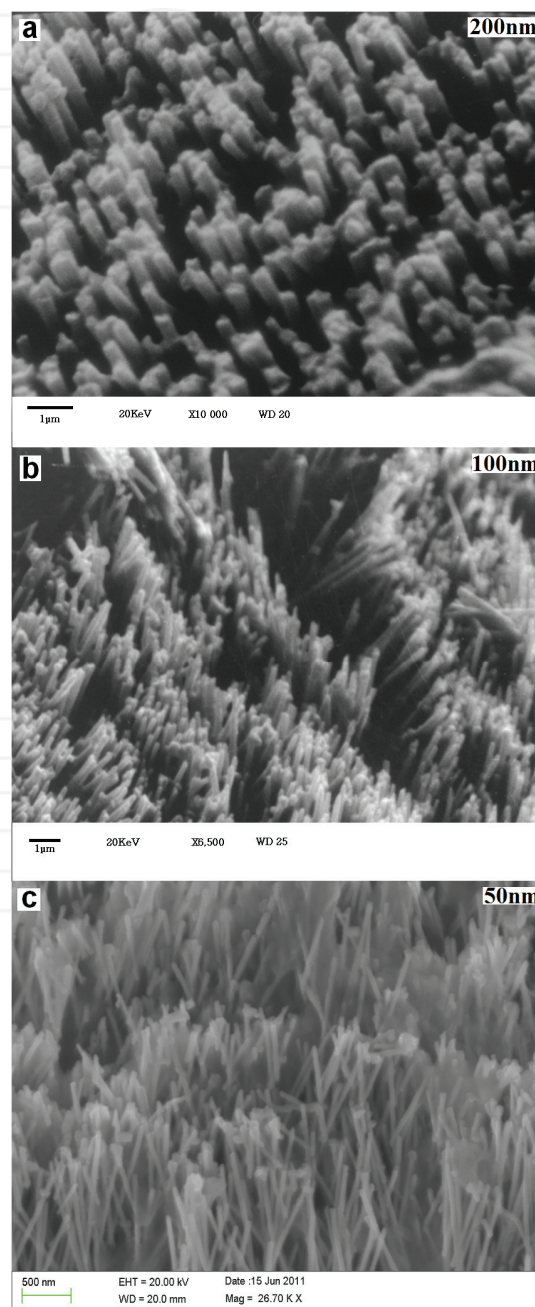 a
200nm
1μm 20KeV X10 000 WD 20
b
100nm
1μm 20KeV X6,500 WD 25
c
50nm
500 nm EHT = 20.00 kV Date :15 Jun 2011
WD = 20.0 mm Mag = 26.70 K X